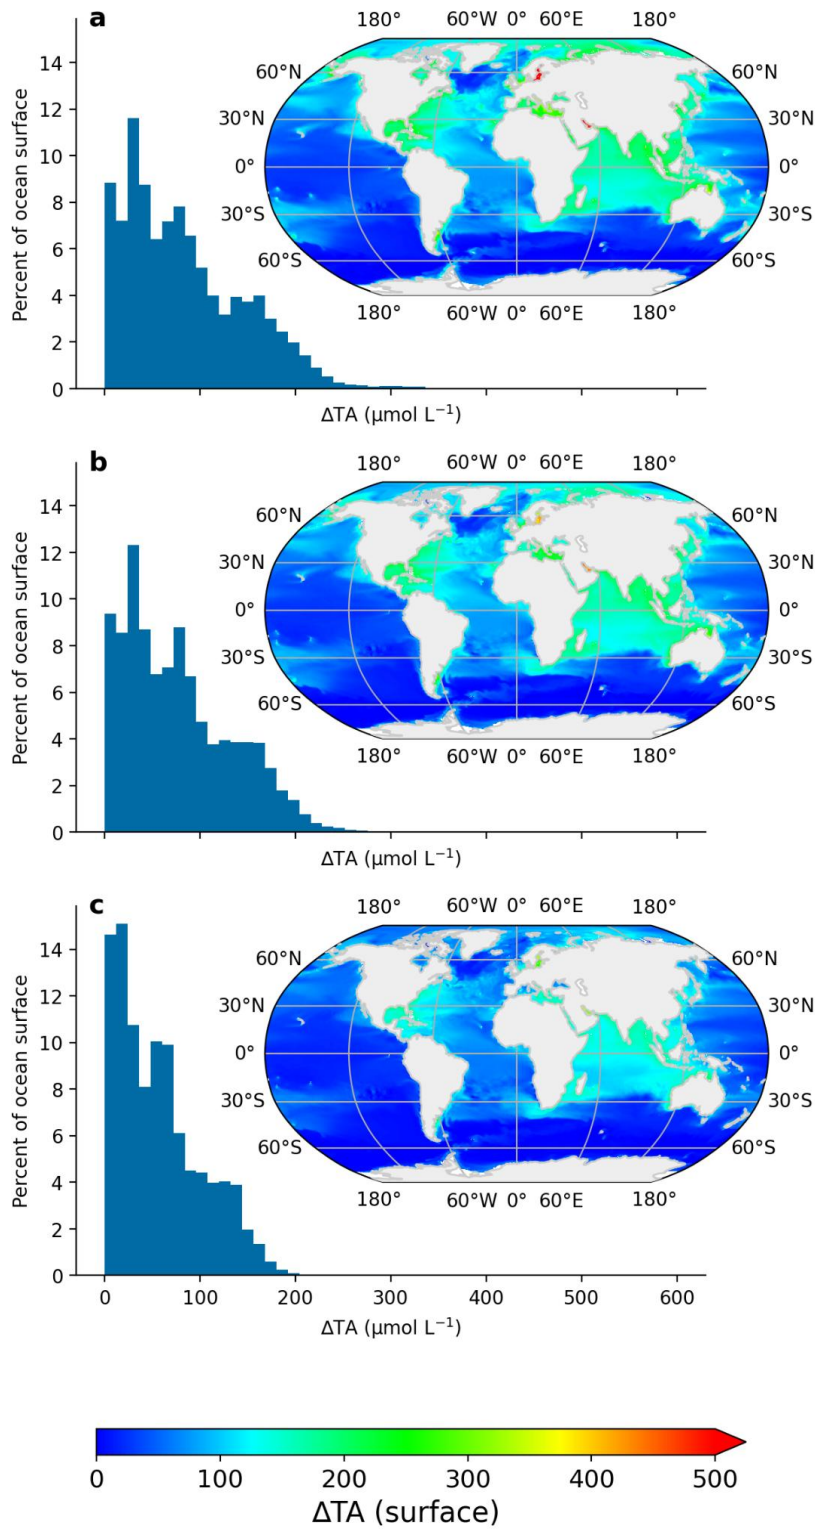 a
180° 60°W 0° 60°E 180°
14
12
10
8
6
4
2
0
Percent of ocean surface
60°N 60°N
30°N 30°N
0° 0°
30°S 30°S
60°S 60°S
180° 60°W 0° 60°E 180°
ΔTA (μmol L⁻¹)
b
180° 60°W 0° 60°E 180°
14
12
10
8
6
4
2
0
Percent of ocean surface
60°N 60°N
30°N 30°N
0° 0°
30°S 30°S
60°S 60°S
180° 60°W 0° 60°E 180°
ΔTA (μmol L⁻¹)
c
180° 60°W 0° 60°E 180°
14
12
10
8
6
4
2
0
Percent of ocean surface
60°N 60°N
30°N 30°N
0° 0°
30°S 30°S
60°S 60°S
180° 60°W 0° 60°E 180°
0 100 200 300 400 500 600
ΔTA (μmol L⁻¹)
0 100 200 300 400 500
ΔTA (surface)